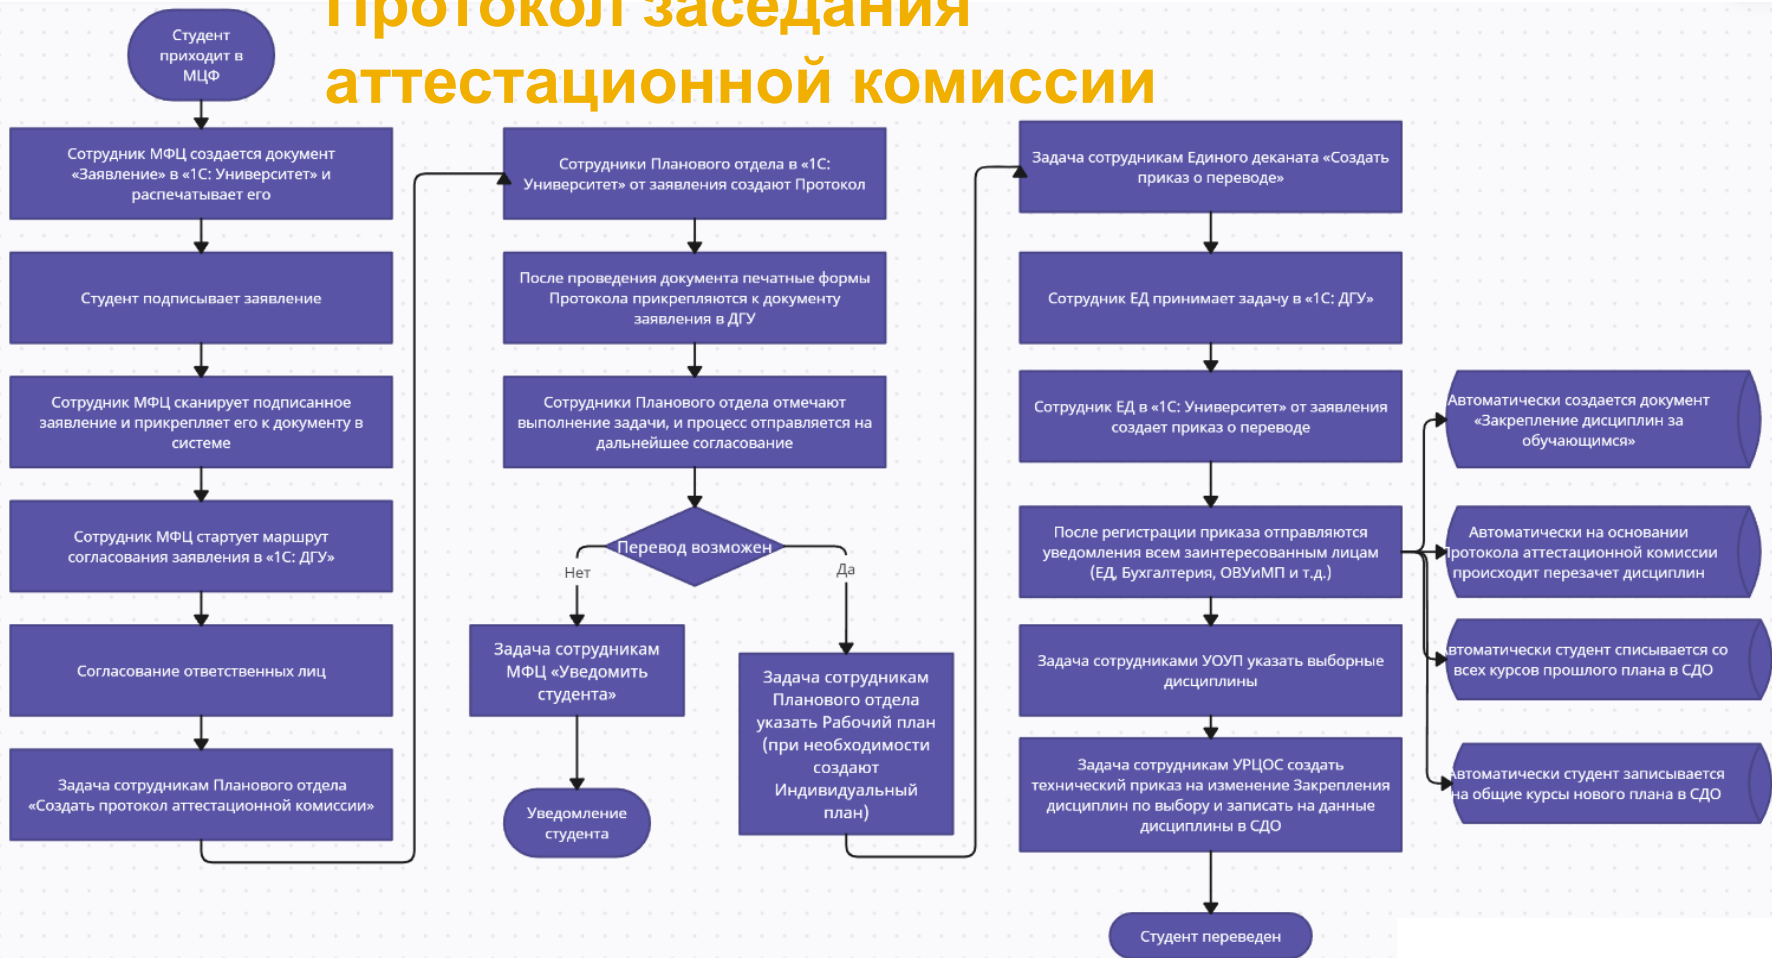 Протокол заседания
аттестационной комиссии
Студент
приходит в
МЦФ
Сотрудник МФЦ создается документ
«Заявление» в «1С: Университет» и
распечатывает его
Студент подписывает заявление
Сотрудник МФЦ сканирует подписанное
заявление и прикрепляет его к документу в
системе
Сотрудник МФЦ стартует маршрут
согласования заявления в «1С: ДГУ»
Согласование ответственных лиц
Задача сотрудникам Планового отдела
«Создать протокол аттестационной комиссии»
Сотрудники Планового отдела в «1С:
Университет» от заявления создают Протокол
После проведения документа печатные формы
Протокола прикрепляются к документу
заявления в ДГУ
Сотрудники Планового отдела отмечают
выполнение задачи, и процесс отправляется на
дальнейшее согласование
Перевод возможен
Нет
Да
Задача сотрудникам
МФЦ «Уведомить
студента»
Уведомление
студента
Задача сотрудникам
Планового отдела
указать Рабочий план
(при необходимости
создают
Индивидуальный
план)
Задача сотрудникам Единого деканата «Создать
приказ о переводе»
Сотрудник ЕД принимает задачу в «1С: ДГУ»
Сотрудник ЕД в «1С: Университет» от заявления
создает приказ о переводе
После регистрации приказа отправляются
уведомления всем заинтересованным лицам
(ЕД, Бухгалтерия, ОВУиМП и т.д.)
Задача сотрудниками УОУП указать выборные
дисциплины
Задача сотрудникам УРЦОС создать
технический приказ на изменение Закрепления
дисциплин по выбору и записать на данные
дисциплины в СДО
Студент переведен
Автоматически создается документ
«Закрепление дисциплин за
обучающимся»
Автоматически на основании
Протокола аттестационной комиссии
происходит перезачет дисциплин
Автоматически студент списывается со
всех курсов прошлого плана в СДО
Автоматически студент записывается
на общие курсы нового плана в СДО